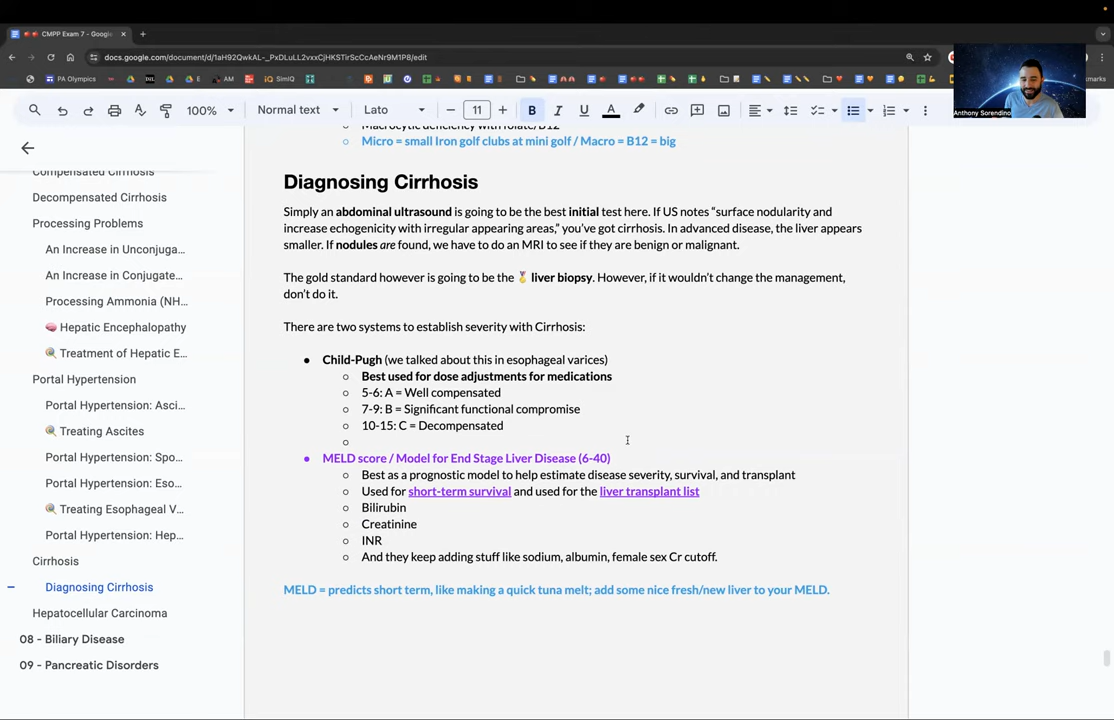 CMPP Exam 7 - Google
docs.google.com/document/d/1aH92QwkAL-_PxDLuLL2vxxCjHKSTirScCcAeNr9M1P8/edit
PA Olympics
AM
SimIQ
100%
Normal text
Lato
11
Anthony Sorendino
Compensated Cirrhosis
Decompensated Cirrhosis
Processing Problems
An Increase in Unconjuga...
An Increase in Conjugate...
Processing Ammonia (NH...
🧠 Hepatic Encephalopathy
🔍 Treatment of Hepatic E...
Portal Hypertension
Portal Hypertension: Asci...
🔍 Treating Ascites
Portal Hypertension: Eso...
🔍 Treating Esophageal V...
Portal Hypertension: Hep...
Cirrhosis
Diagnosing Cirrhosis
Hepatocellular Carcinoma
08 - Biliary Disease
09 - Pancreatic Disorders
Macrocytic deficiency with folate/B12
Micro = small Iron golf clubs at mini golf / Macro = B12 = big
Diagnosing Cirrhosis
Simply an abdominal ultrasound is going to be the best initial test here. If US notes "surface nodularity and
increase echogenicity with irregular appearing areas," you've got cirrhosis. In advanced disease, the liver appears
smaller. If nodules are found, we have to do an MRI to see if they are benign or malignant.
The gold standard however is going to be the 🥇 liver biopsy. However, if it wouldn't change the management,
don't do it.
There are two systems to establish severity with Cirrhosis:
● Child-Pugh (we talked about this in esophageal varices)
○ Best used for dose adjustments for medications
○ 5-6: A = Well compensated
○ 7-9: B = Significant functional compromise
○ 10-15: C = Decompensated
○
● MELD score / Model for End Stage Liver Disease (6-40)
○ Best as a prognostic model to help estimate disease severity, survival, and transplant
○ Used for short-term survival and used for the liver transplant list
○ Bilirubin
○ Creatinine
○ INR
○ And they keep adding stuff like sodium, albumin, female sex Cr cutoff.
MELD = predicts short term, like making a quick tuna melt; add some nice fresh/new liver to your MELD.